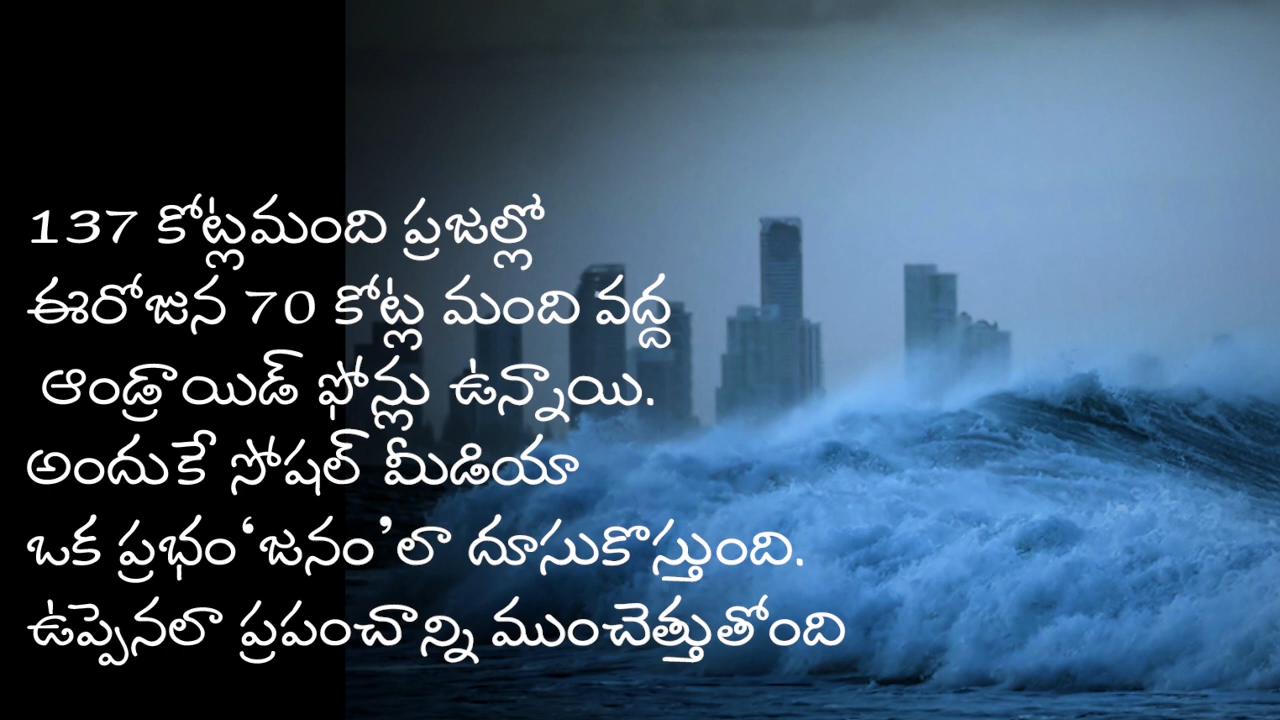 137 కోట్లమంది ప్రజల్లో
ఈరోజున 70 కోట్ల మంది వద్ద
ఆండ్రాయిడ్ ఫోన్లు ఉన్నాయి.
అందుకే సోషల్ మీడియా
ఒక ప్రభం‘జనం’లా దూసుకొస్తుంది.
ఉప్పెనలా ప్రపంచాన్ని ముంచెత్తుతోంది